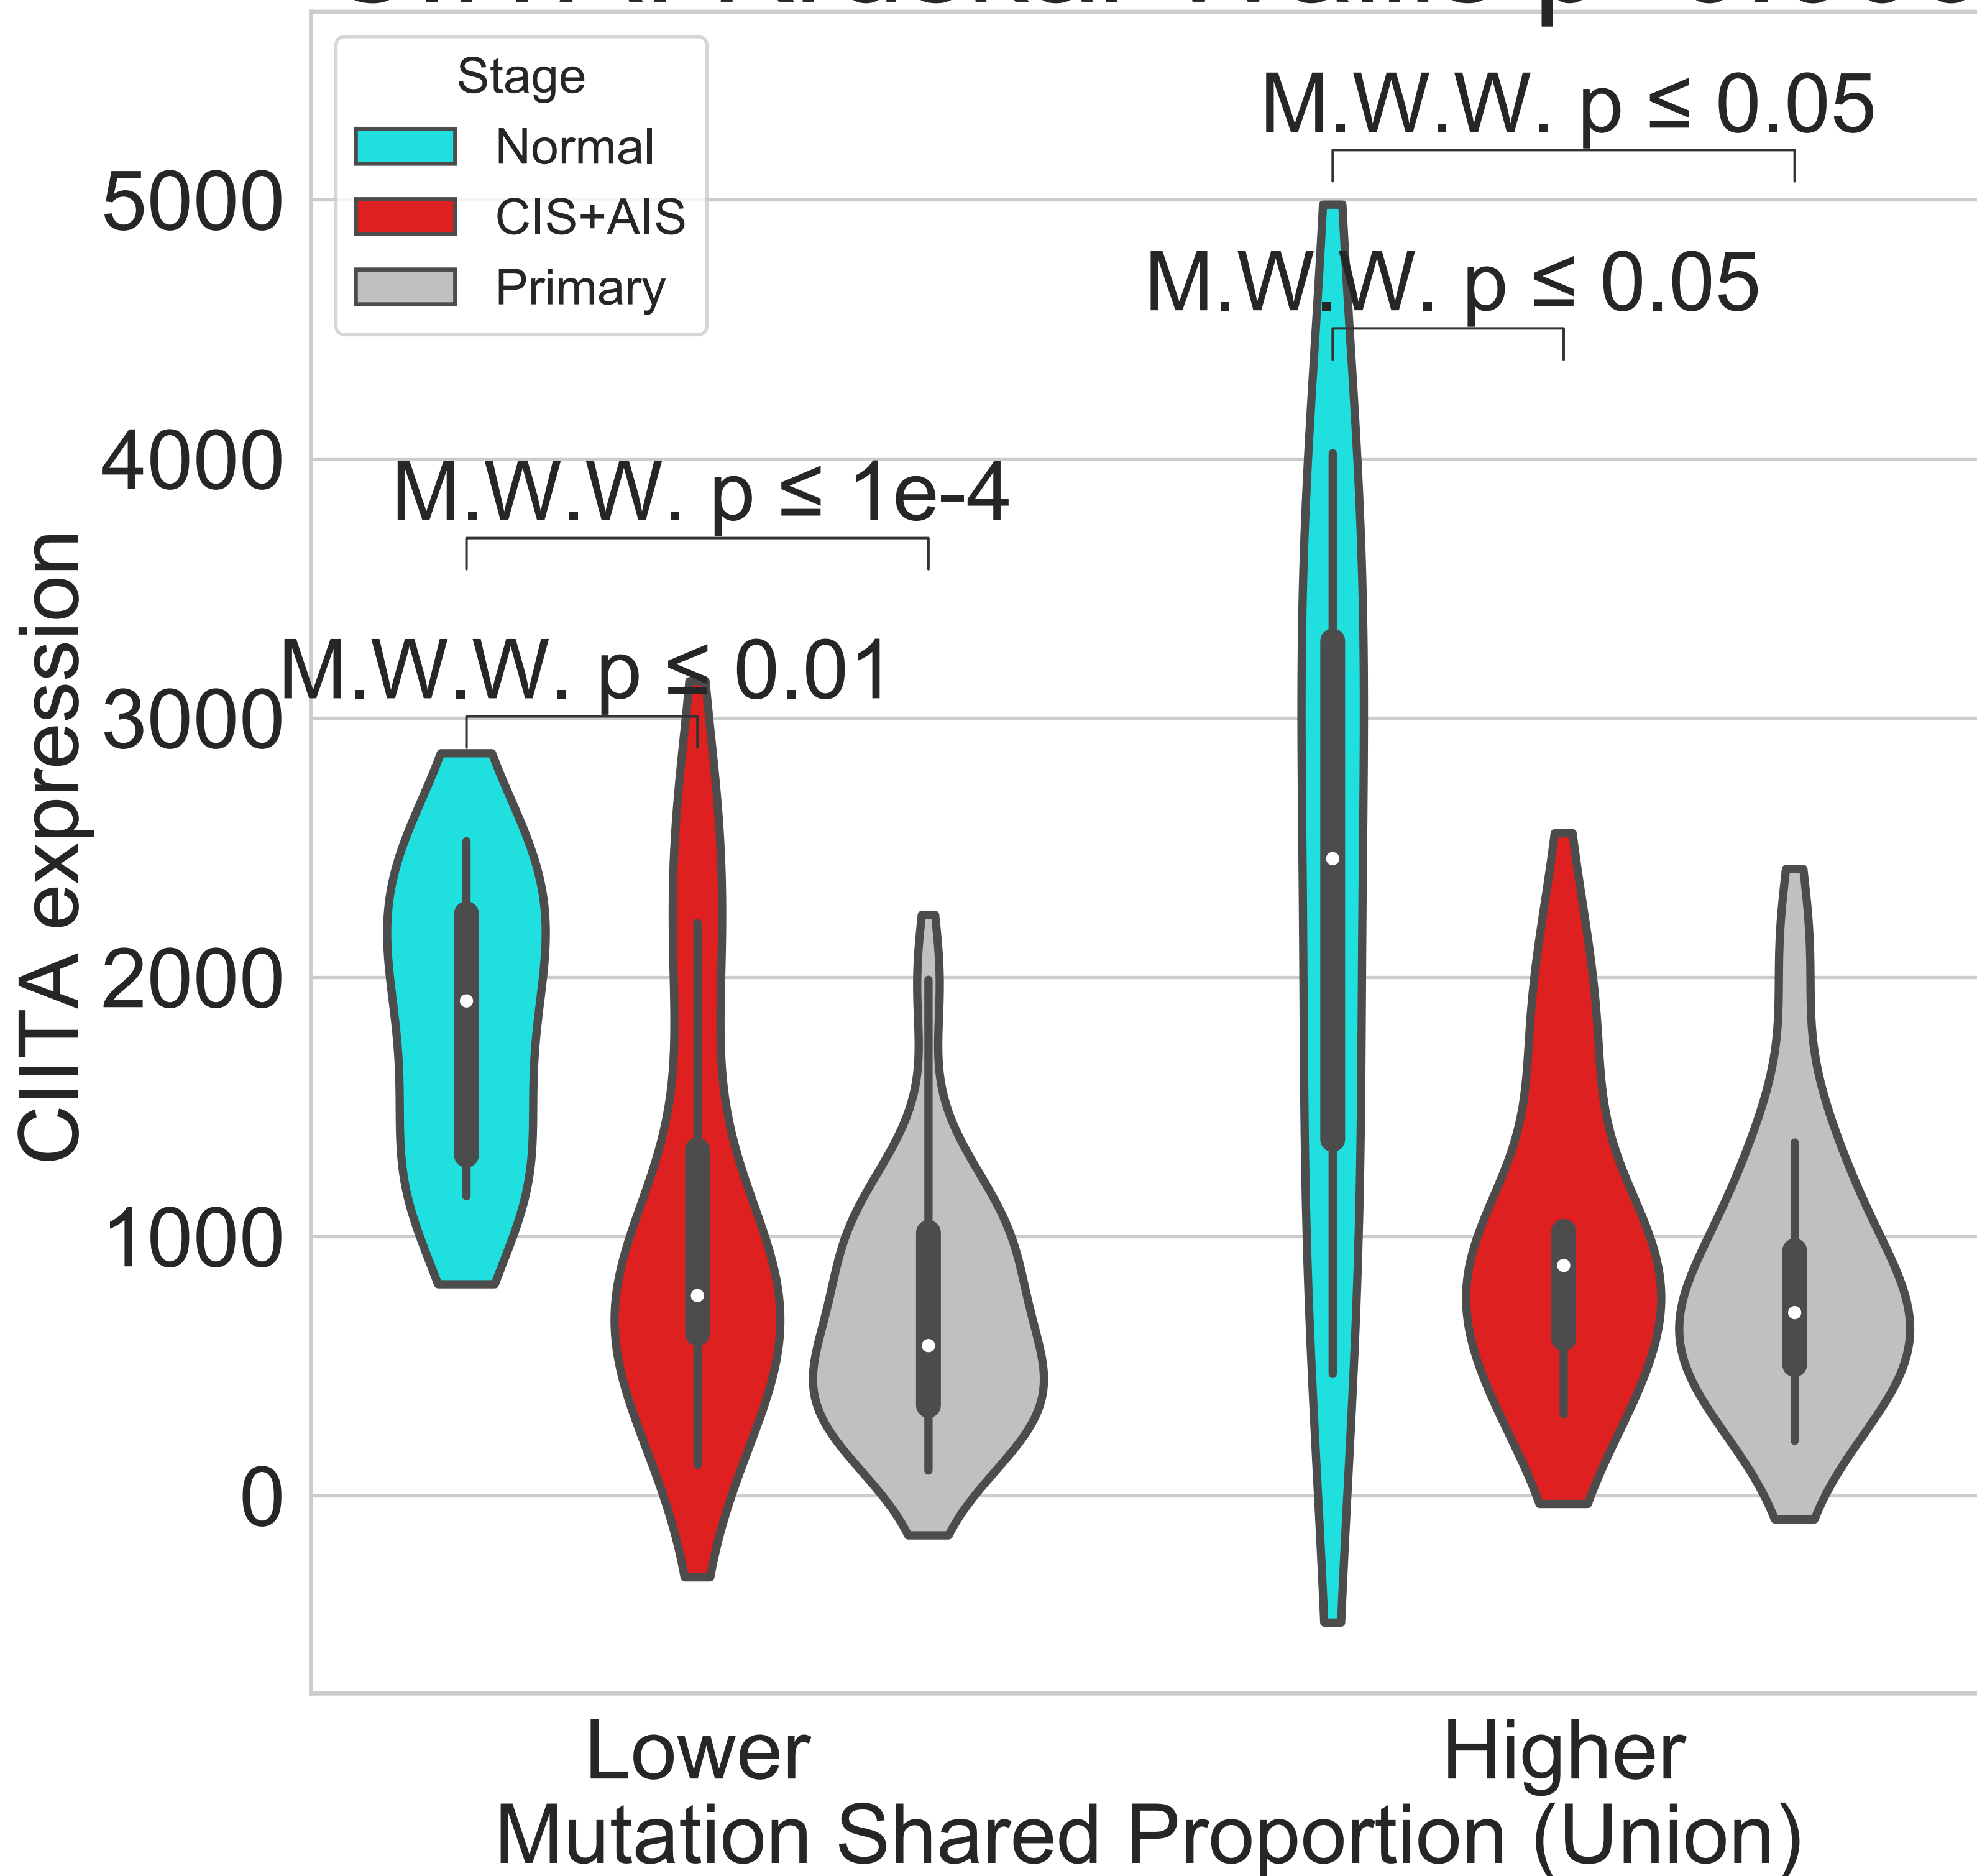 Stage
Normal
CIS+AIS
Primary
M.W.W. p ≤ 0.05
M.W.W. p ≤ 0.05
M.W.W. p ≤ 1e-4
M.W.W. p ≤ 0.01
CIITA expression
5000
4000
3000
2000
1000
0
Lower
Higher
Mutation Shared Proportion (Union)